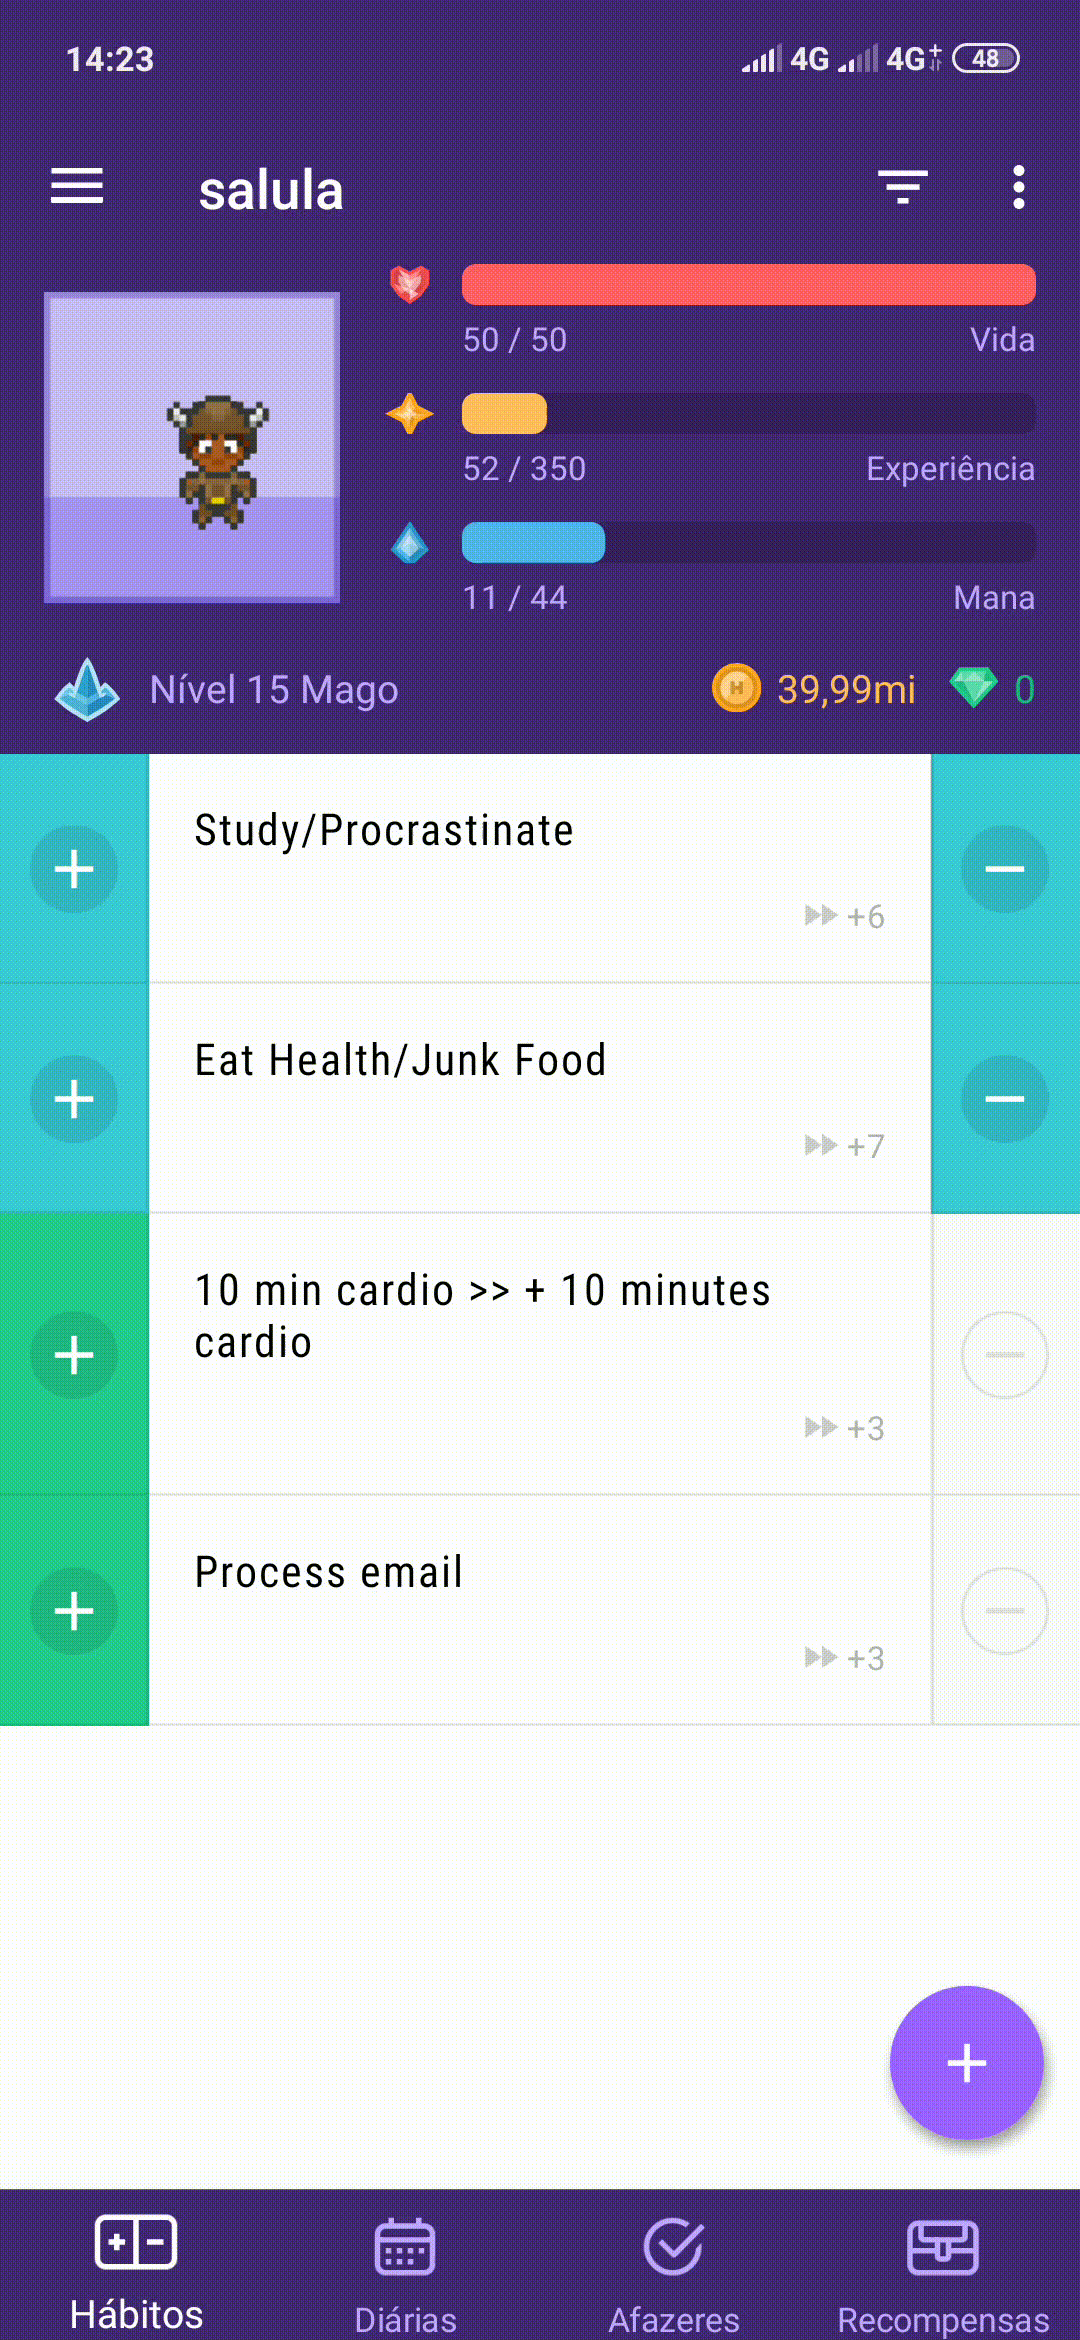 14:23 4G 4G+ 48
salula
50 / 50 Vida
52 / 350 Experiência
11 / 44 Mana
Nível 15 Mago 39,99mi 0
Study/Procrastinate
+6
Eat Health/Junk Food
+7
10 min cardio >> + 10 minutes
cardio
+3
Process email
+3
Hábitos Diárias Afazeres Recompensas